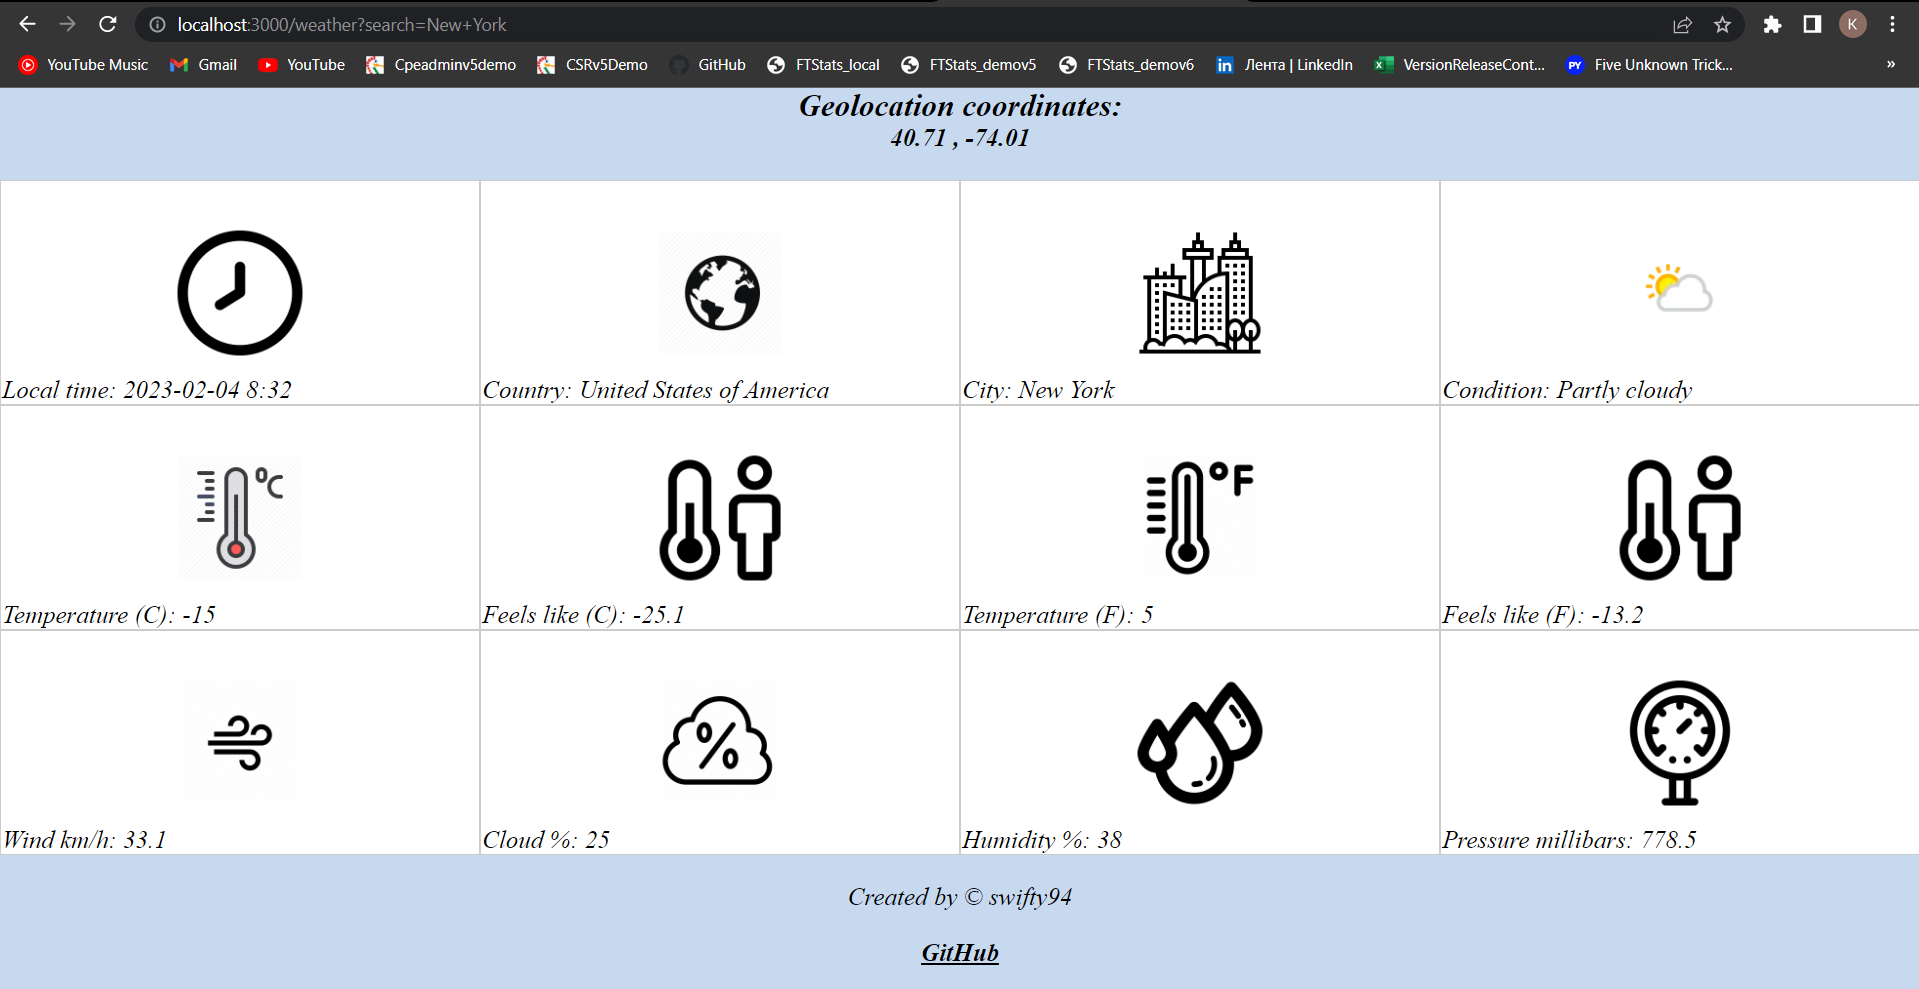 localhost:3000/weather?search=New+York
K
YouTube Music Gmail YouTube Cpeadminv5demo CSRv5Demo GitHub FTStats_local FTStats_demov5 FTStats_demov6 in Лента | LinkedIn VersionReleaseCont... PY Five Unknown Trick... »
Geolocation coordinates:
40.71 , -74.01
Local time: 2023-02-04 8:32
Country: United States of America
City: New York
Condition: Partly cloudy
°C
°F
Temperature (C): -15
Feels like (C): -25.1
Temperature (F): 5
Feels like (F): -13.2
%
Wind km/h: 33.1
Cloud %: 25
Humidity %: 38
Pressure millibars: 778.5
Created by © swifty94
GitHub